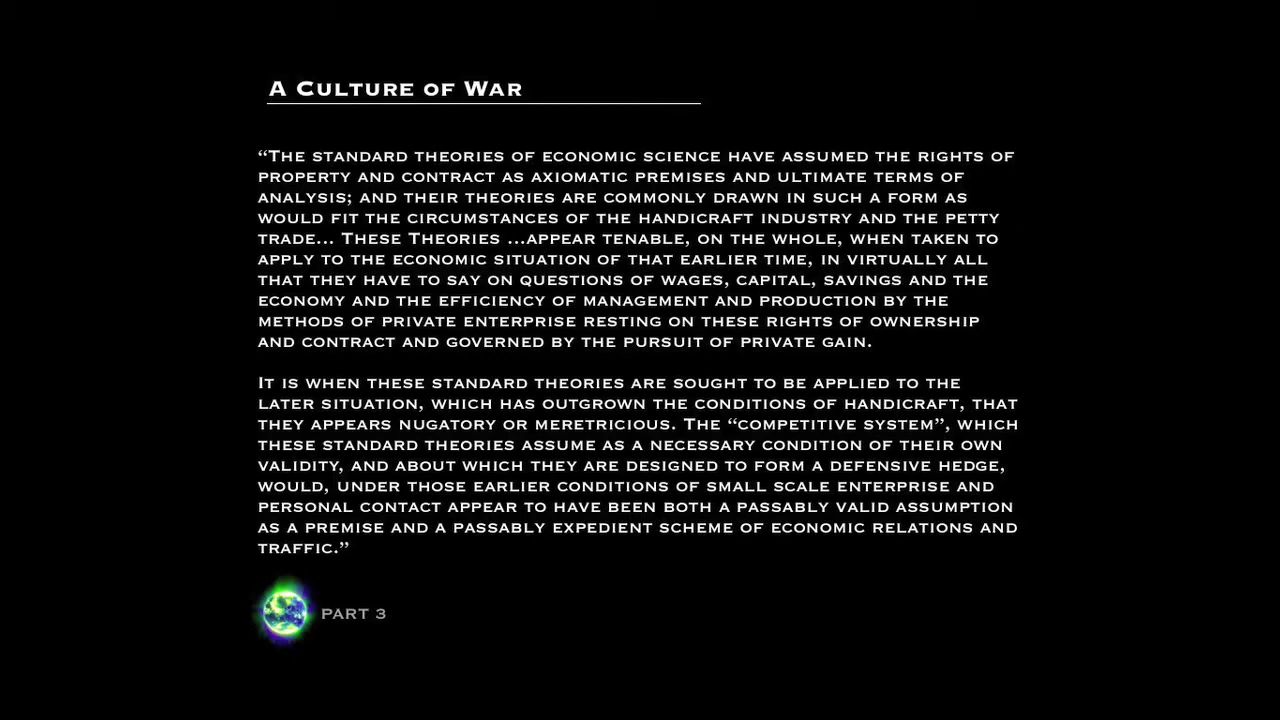 A Culture of War
“The standard theories of economic science have assumed the rights of
property and contract as axiomatic premises and ultimate terms of
analysis; and their theories are commonly drawn in such a form as
would fit the circumstances of the handicraft industry and the petty
trade... These Theories ...appear tenable, on the whole, when taken to
apply to the economic situation of that earlier time, in virtually all
that they have to say on questions of wages, capital, savings and the
economy and the efficiency of management and production by the
methods of private enterprise resting on these rights of ownership
and contract and governed by the pursuit of private gain.
It is when these standard theories are sought to be applied to the
later situation, which has outgrown the conditions of handicraft, that
they appears nugatory or meretricious. The “competitive system”, which
these standard theories assume as a necessary condition of their own
validity, and about which they are designed to form a defensive hedge,
would, under those earlier conditions of small scale enterprise and
personal contact appear to have been both a passably valid assumption
as a premise and a passably expedient scheme of economic relations and
traffic.”
PART 3